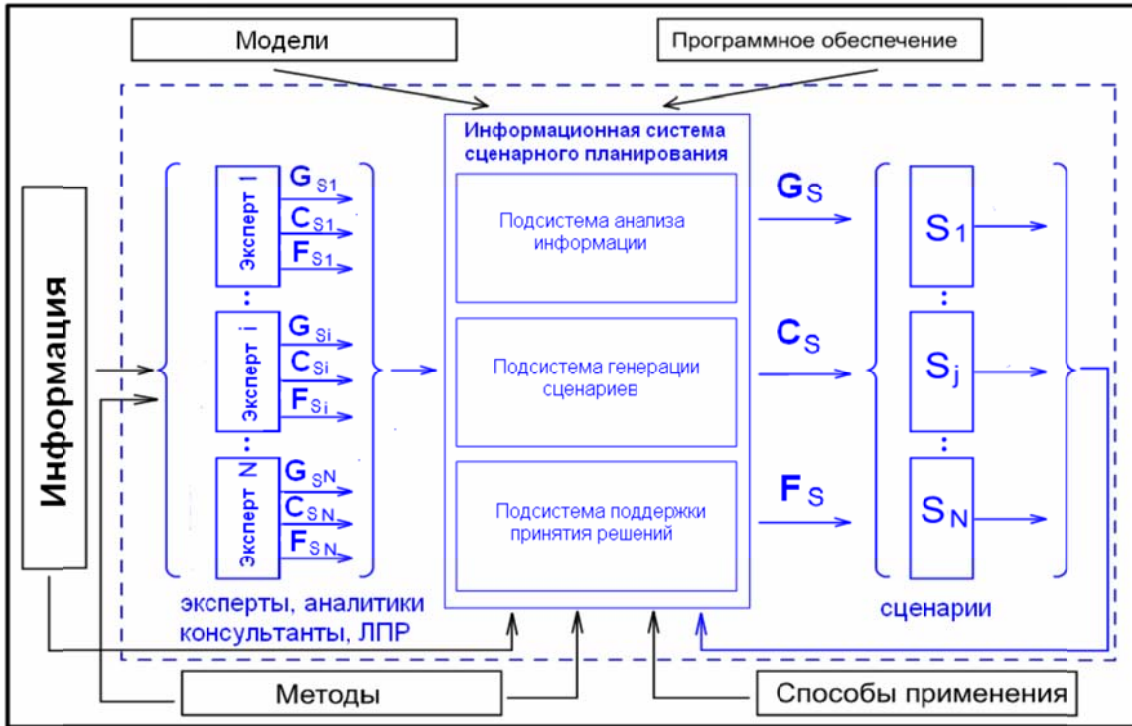 Модели
Программное обеспечение
Информационная система
сценарного планирования
Информация
Эксперт 1
G S1
C S1
F S1
...
Эксперт i
G Si
C Si
F Si
...
Эксперт N
G SN
C SN
F SN
эксперты, аналитики
консультанты, ЛПР
Подсистема анализа
информации
Подсистема генерации
сценариев
Подсистема поддержки
принятия решений
G S
C S
F S
S 1
...
S j
...
S N
сценарии
Методы
Способы применения